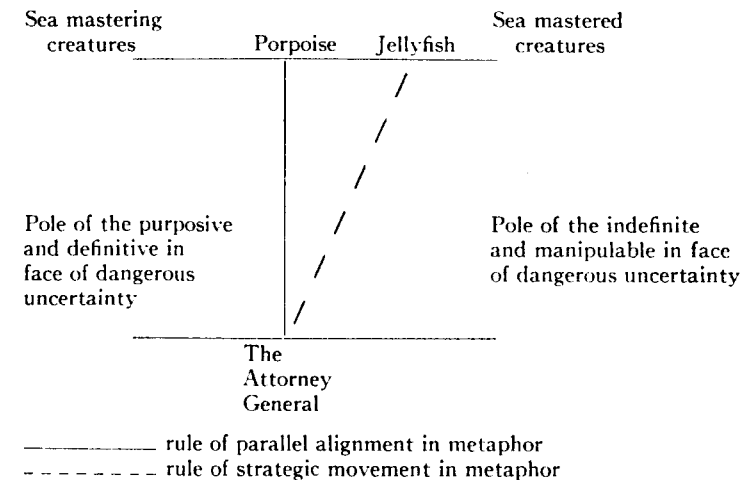 Sea mastering
creatures
Porpoise
Jellyfish
Sea mastered
creatures
Pole of the purposive
and definitive in
face of dangerous
uncertainty
Pole of the indefinite
and manipulable in face
of dangerous uncertainty
The
Attorney
General
rule of parallel alignment in metaphor
rule of strategic movement in metaphor